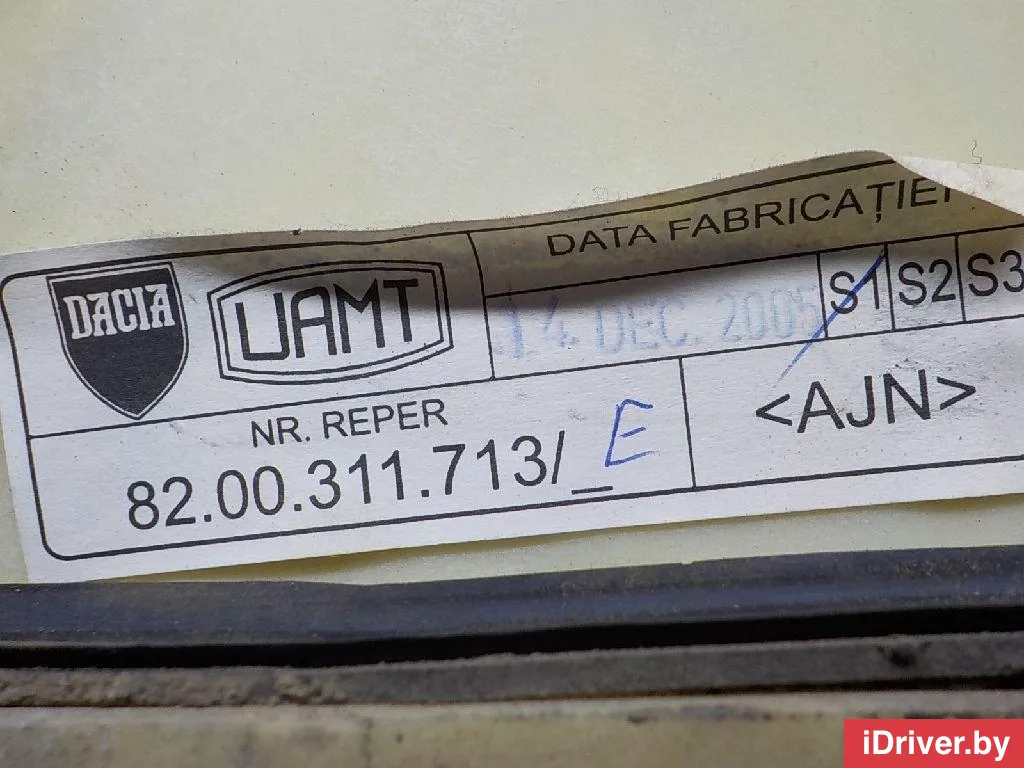 DACIA
UAMT
DATA FABRICAȚIEI
14 DEC. 2005
S1 S2 S3
NR. REPER
82.00.311.713/_ E
<AJN>
iDriver.by